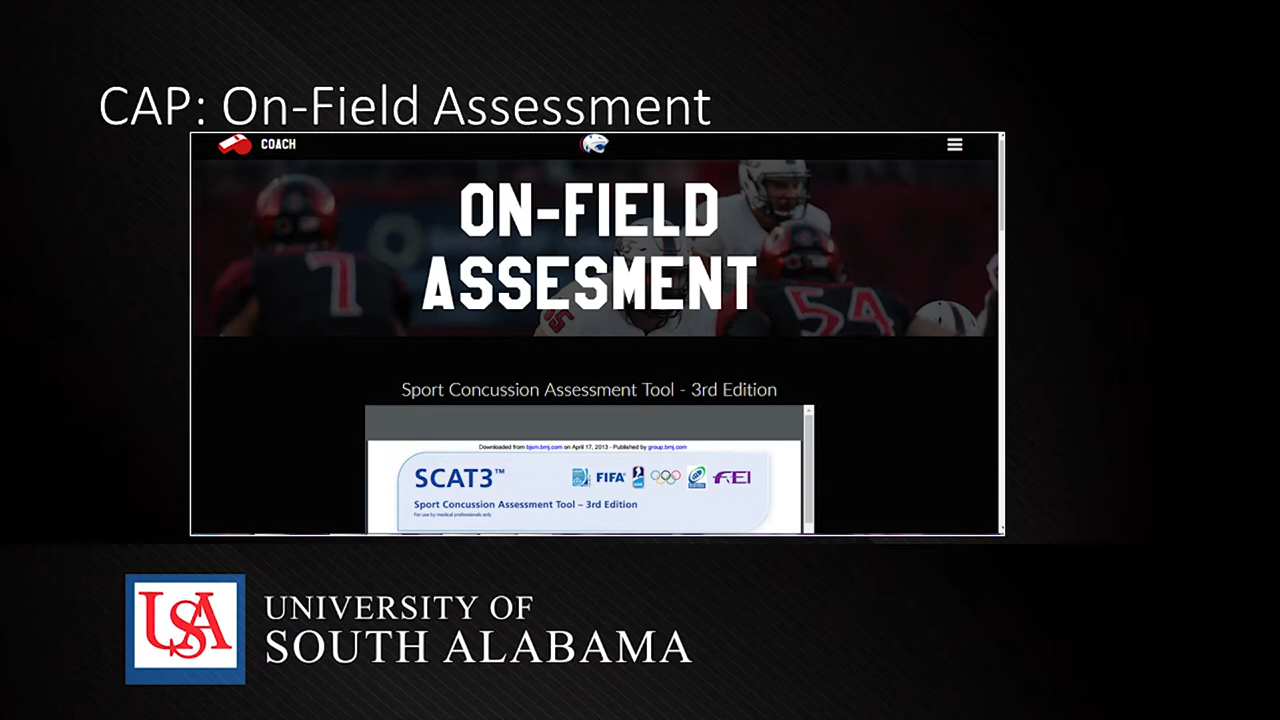 CAP: On-Field Assessment
COACH
ON-FIELD
ASSESMENT
7
54
Sport Concussion Assessment Tool - 3rd Edition
Downloaded from bjsm.bmj.com on April 17, 2013 - Published by group.bmj.com
SCAT3™
FIFA®
FEI
Sport Concussion Assessment Tool – 3rd Edition
For use by medical professionals only
USA
UNIVERSITY OF
SOUTH ALABAMA